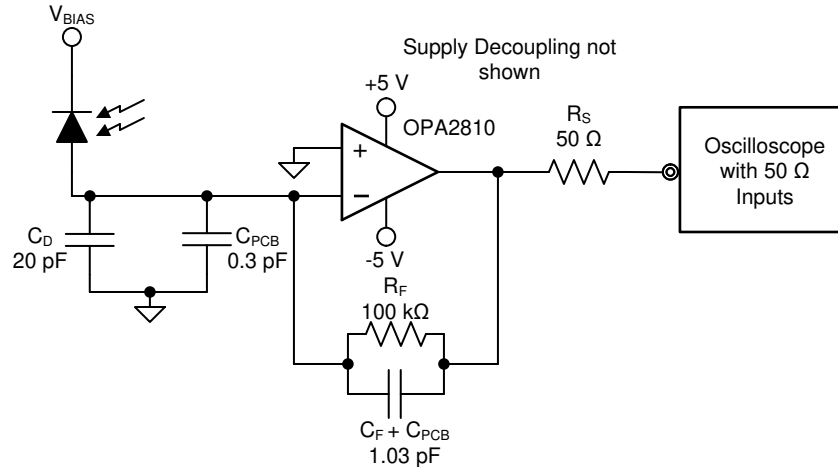 V_BIAS
Supply Decoupling not
shown
+5 V
OPA2810
+
−
-5 V
R_S
50 Ω
Oscilloscope
with 50 Ω
Inputs
C_D
20 pF
C_PCB
0.3 pF
R_F
100 kΩ
C_F + C_PCB
1.03 pF